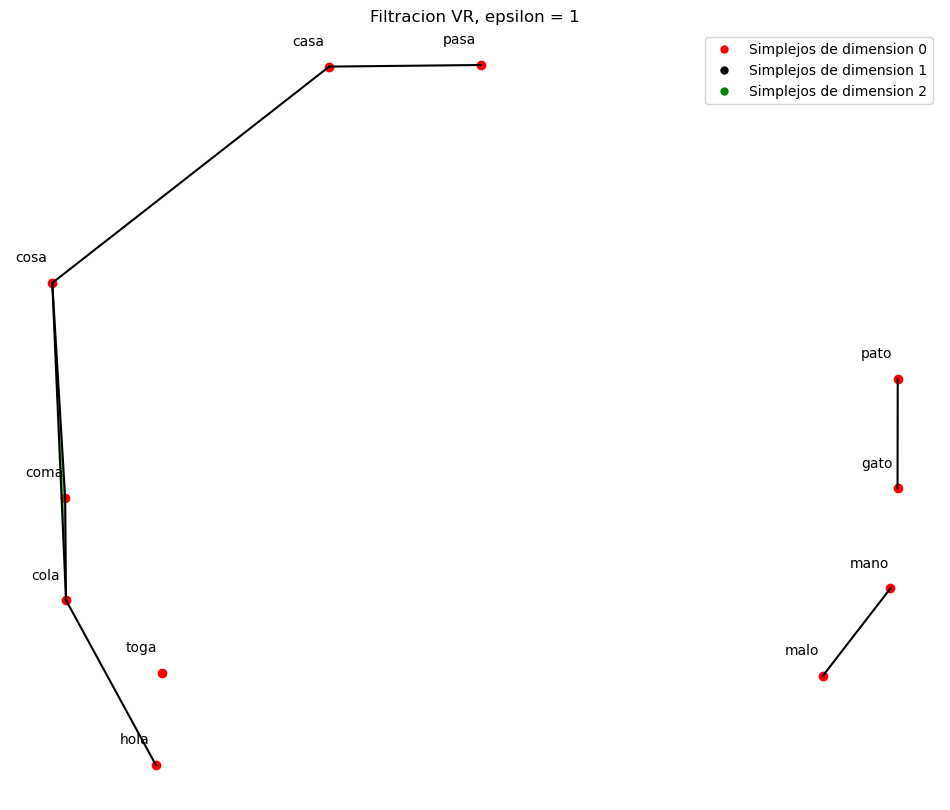 Filtracion VR, epsilon = 1
casa
pasa
Simplejos de dimension 0
Simplejos de dimension 1
Simplejos de dimension 2
cosa
pato
coma
gato
cola
mano
toga
malo
hola